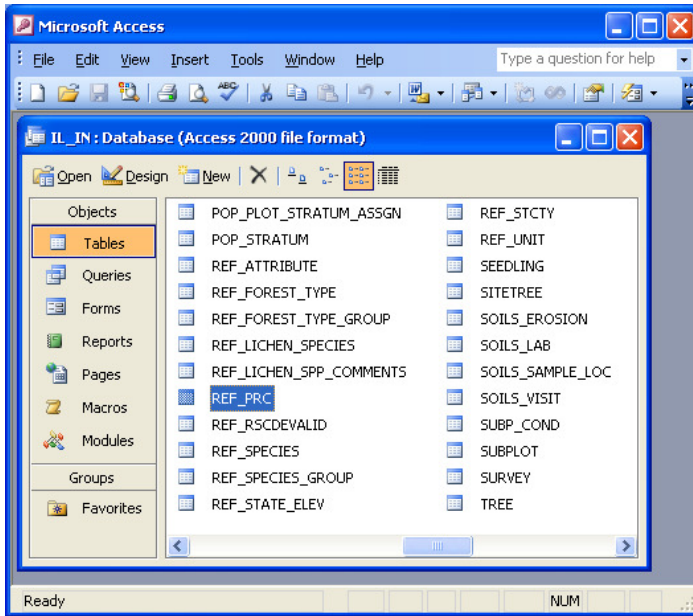 Microsoft Access
File Edit View Insert Tools Window Help Type a question for help
ABC W
IL_IN : Database (Access 2000 file format)
Open Design New
Objects
Tables
Queries
Forms
Reports
Pages
Macros
Modules
Groups
Favorites
POP_PLOT_STRATUM_ASSGN
POP_STRATUM
REF_ATTRIBUTE
REF_FOREST_TYPE
REF_FOREST_TYPE_GROUP
REF_LICHEN_SPECIES
REF_LICHEN_SPP_COMMENTS
REF_PRC
REF_RSCDEVALID
REF_SPECIES
REF_SPECIES_GROUP
REF_STATE_ELEV
REF_STCTY
REF_UNIT
SEEDLING
SITETREE
SOILS_EROSION
SOILS_LAB
SOILS_SAMPLE_LOC
SOILS_VISIT
SUBP_COND
SUBPLOT
SURVEY
TREE
Ready NUM